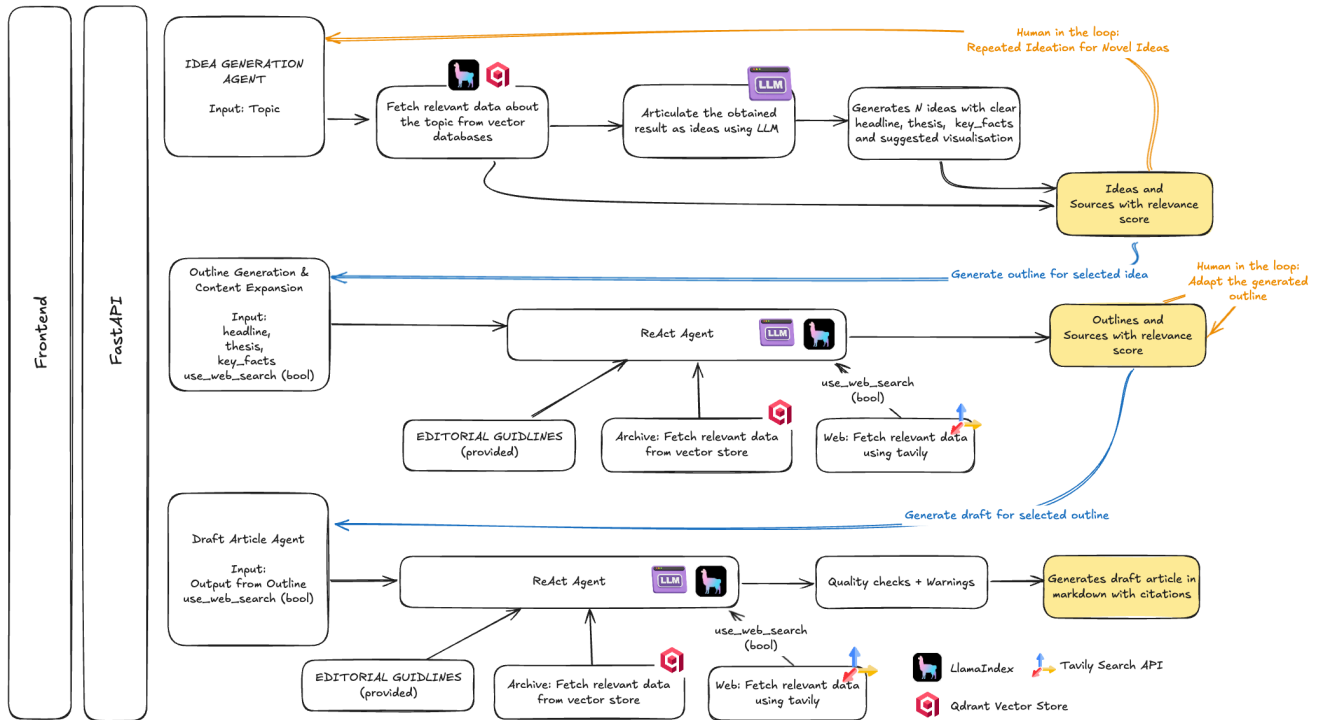 Frontend
FastAPI
IDEA GENERATION
AGENT
Input: Topic
Fetch relevant data about
the topic from vector
databases
LLM
Articulate the obtained
result as ideas using LLM
Generates N ideas with clear
headline, thesis, key_facts
and suggested visualisation
Human in the loop:
Repeated Ideation for Novel Ideas
Ideas and
Sources with relevance
score
Generate outline for selected idea
Outline Generation &
Content Expansion
Input:
headline,
thesis,
key_facts
use_web_search (bool)
ReAct Agent
LLM
Human in the loop:
Adapt the generated
outline
Outlines and
Sources with relevance
score
EDITORIAL GUIDLINES
(provided)
Archive: Fetch relevant data
from vector store
use_web_search
(bool)
Web: Fetch relevant data
using tavily
Generate draft for selected outline
Draft Article Agent
Input:
Output from Outline
use_web_search (bool)
ReAct Agent
LLM
Quality checks + Warnings
Generates draft article in
markdown with citations
EDITORIAL GUIDLINES
(provided)
Archive: Fetch relevant data
from vector store
use_web_search
(bool)
Web: Fetch relevant data
using tavily
LlamaIndex
Tavily Search API
Qdrant Vector Store